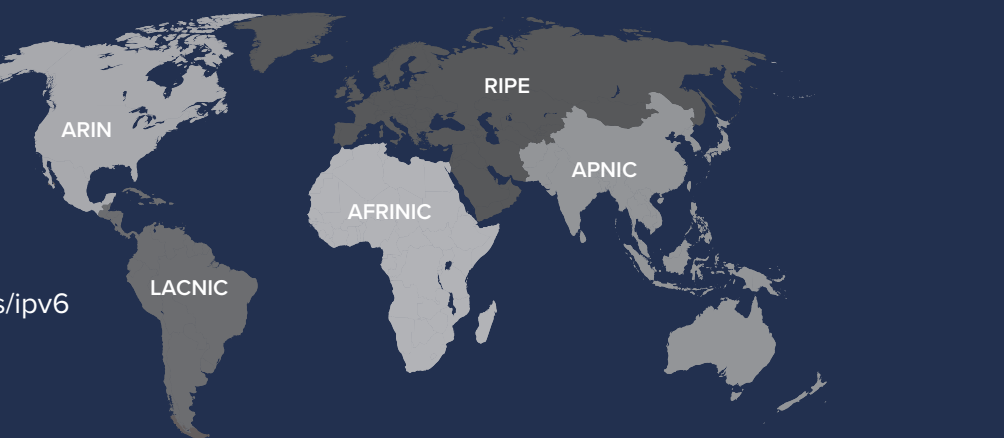 RIPE
ARIN
APNIC
AFRINIC
LACNIC
s/ipv6